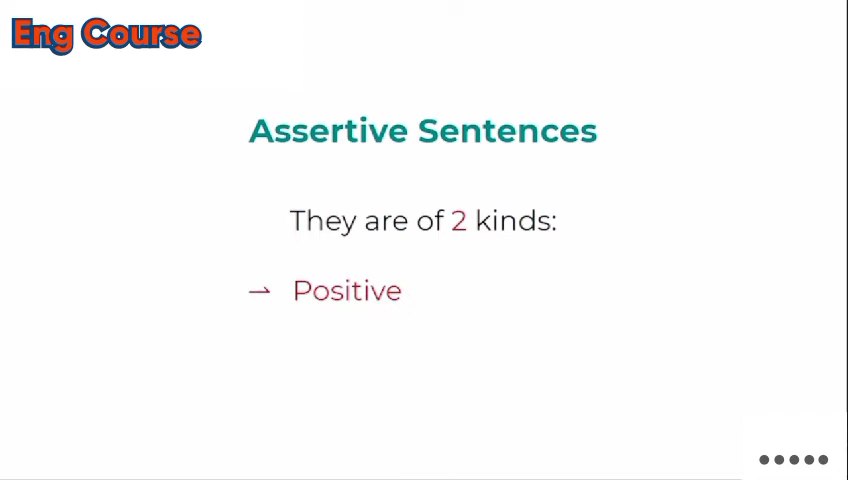 Eng Course
Assertive Sentences
They are of 2 kinds:
⇀ Positive